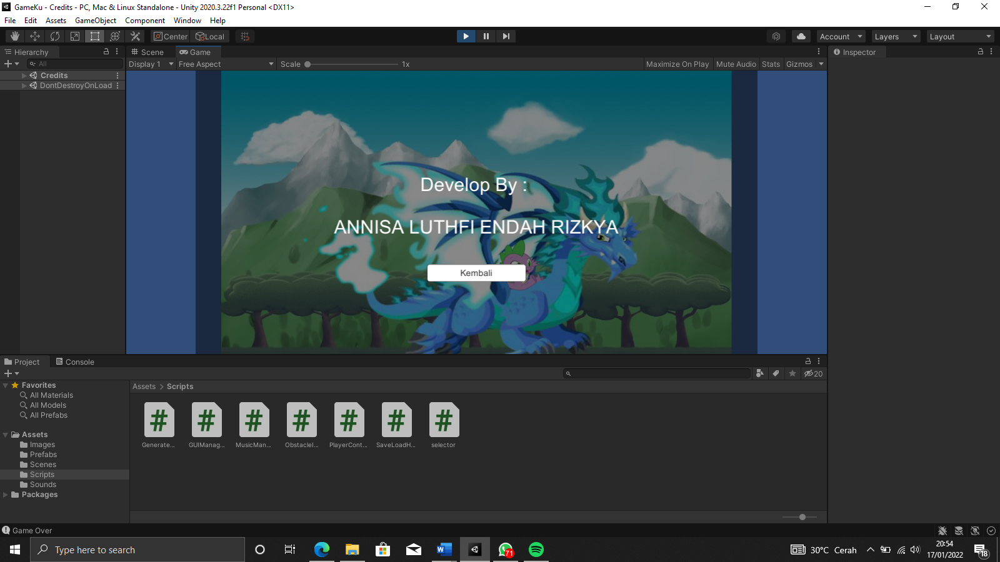 GameKu - Credits - PC, Mac & Linux Standalone - Unity 2020.3.22f1 Personal <DX11>
File Edit Assets GameObject Component Window Help
Center Local Account Layers Layout
Hierarchy Scene Game Inspector
All Display 1 Free Aspect Scale 1x Maximize On Play Mute Audio Stats Gizmos
Credits
DontDestroyOnLoad
Develop By :
ANNISA LUTHFI ENDAH RIZKYA
Kembali
Project Console
20
Favorites
All Materials
All Models
All Prefabs
Assets
Images
Prefabs
Scenes
Scripts
Sounds
Packages
Assets > Scripts
Generate... GUIManag... MusicMan... ObstacleI... PlayerCont... SaveLoadH... selector
Game Over
Type here to search
71
30°C Cerah
20:54
17/01/2022
18